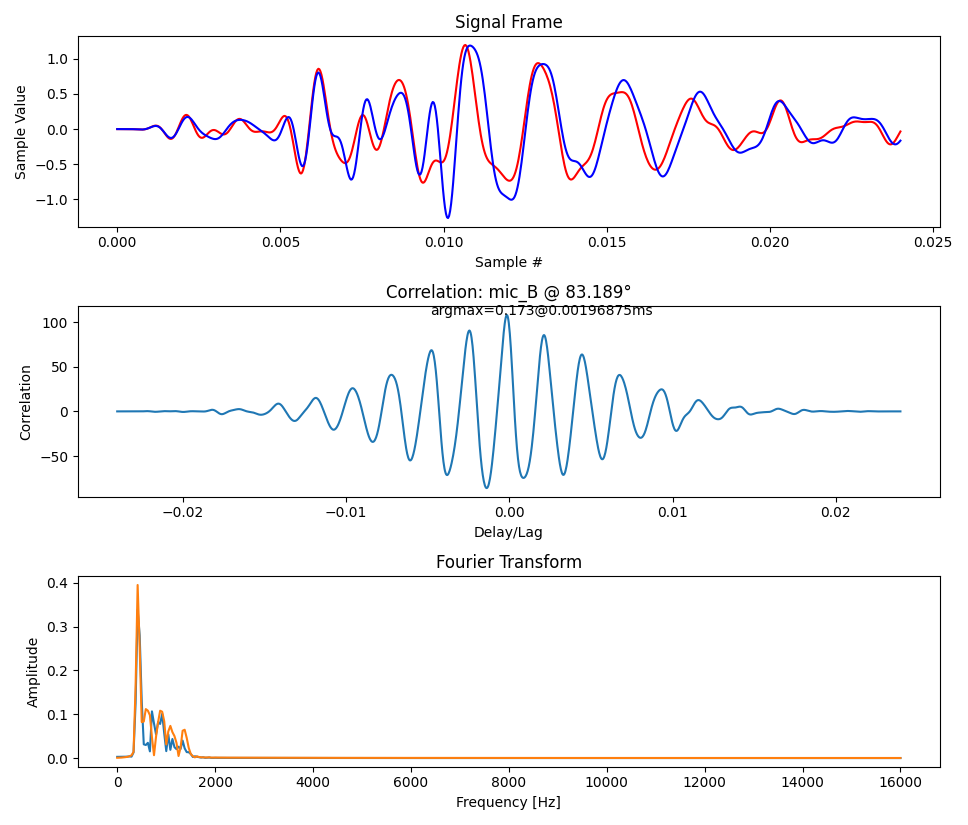 Signal Frame
Sample Value
1.0
0.5
0.0
−0.5
−1.0
0.000 0.005 0.010 0.015 0.020 0.025
Sample #
Correlation: mic_B @ 83.189°
argmax=0.173@0.00196875ms
Correlation
100
50
0
−50
−0.02 −0.01 0.00 0.01 0.02
Delay/Lag
Fourier Transform
Amplitude
0.4
0.3
0.2
0.1
0.0
0 2000 4000 6000 8000 10000 12000 14000 16000
Frequency [Hz]